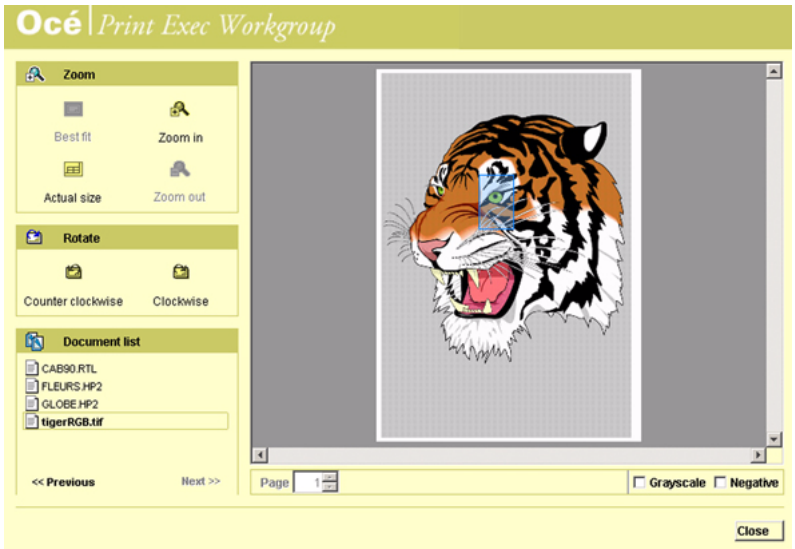 Océ Print Exec Workgroup
Zoom
Best fit Zoom in
Actual size Zoom out
Rotate
Counter clockwise Clockwise
Document list
CAB90.RTL
FLEURS.HP2
GLOBE.HP2
tigerRGB.tif
<< Previous Next >>
Page 1
Grayscale Negative
Close